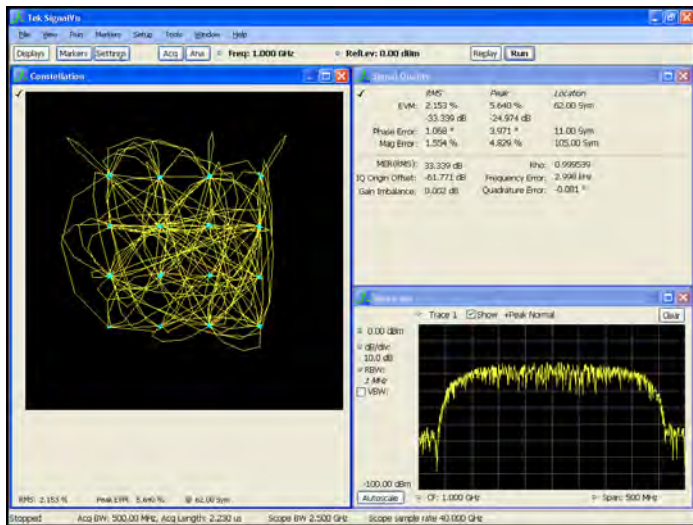 Tek SignalVu
File View Run Markers Setup Tools Window Help
Displays Markers Settings Acq Ana Freq: 1.000 GHz RefLev: 0.00 dBm Replay Run
Constellation
Signal Quality
RMS Peak Location
EVM: 2.153 % 5.640 % 62.00 Sym
-33.339 dB -24.974 dB
Phase Error: 1.068 ° 3.971 ° 11.00 Sym
Mag Error: 1.554 % 4.829 % 105.00 Sym
MER(RMS): 33.339 dB Rho: 0.999539
IQ Origin Offset: -61.771 dB Frequency Error: 2.998 kHz
Gain Imbalance: 0.002 dB Quadrature Error: -0.081 °
Trace 1 Show +Peak Normal Clear
0.00 dBm
dB/div:
10.0 dB
RBW:
VBW:
-100.00 dBm
Autoscale CF: 1.000 GHz Span: 500 MHz
RMS: 2.153 % Peak EVM: 5.640 % @ 62.00 Sym
Stopped Acq BW: 500.00 MHz, Acq Length: 2.230 us Scope BW 2.500 GHz Scope sample rate 40.000 GHz